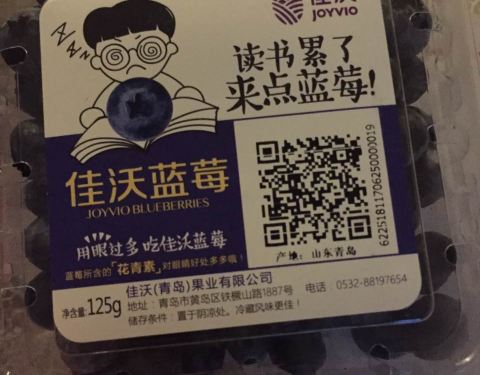 佳沃
JOYVIO
Z Z N N
读书累了
来点蓝莓!
佳沃蓝莓
JOYVIO BLUEBERRIES
用眼过多 吃佳沃蓝莓
蓝莓所含的「花青素」对眼睛好处多多哦!
6225181170625000001​9
产地: 山东青岛
净含量: 125g
佳沃(青岛)果业有限公司
地址: 青岛市黄岛区铁橛山路1887号 电话: 0532-88197654
储存条件: 置于阴凉处。冷藏风味更佳!